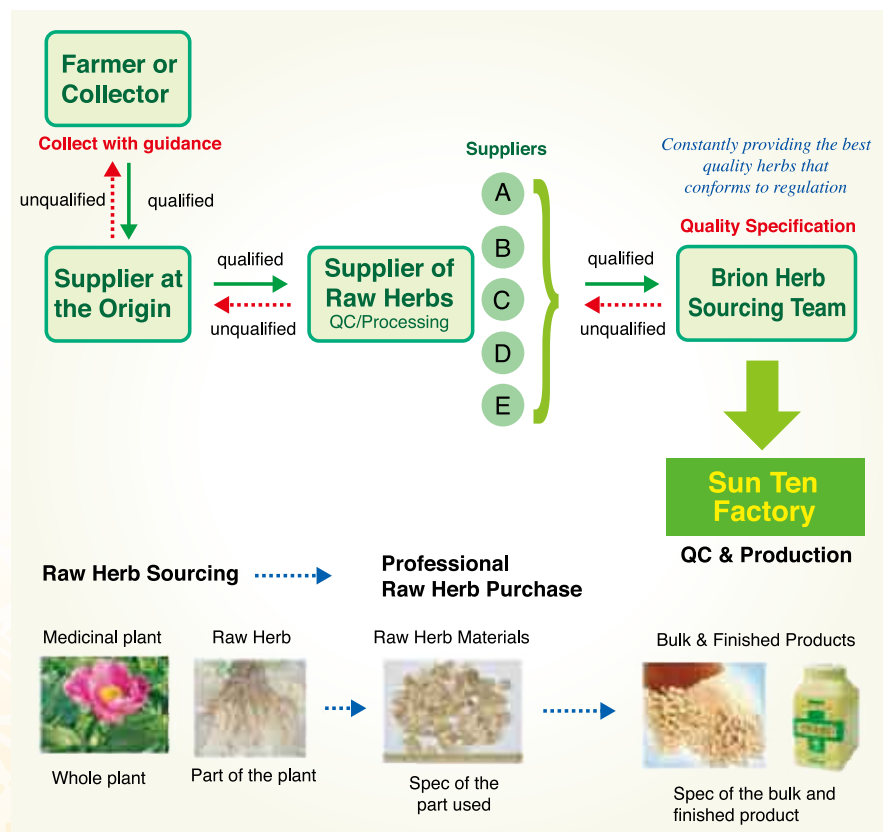 Farmer or
Collector
Collect with guidance
unqualified
qualified
Supplier at
the Origin
qualified
unqualified
Supplier of
Raw Herbs
QC/Processing
Suppliers
A
B
C
D
E
qualified
unqualified
Constantly providing the best
quality herbs that
conforms to regulation
Quality Specification
Brion Herb
Sourcing Team
Sun Ten
Factory
QC & Production
Raw Herb Sourcing
Professional
Raw Herb Purchase
Medicinal plant
Raw Herb
Raw Herb Materials
Bulk & Finished Products
Whole plant
Part of the plant
Spec of the
part used
Spec of the bulk and
finished product